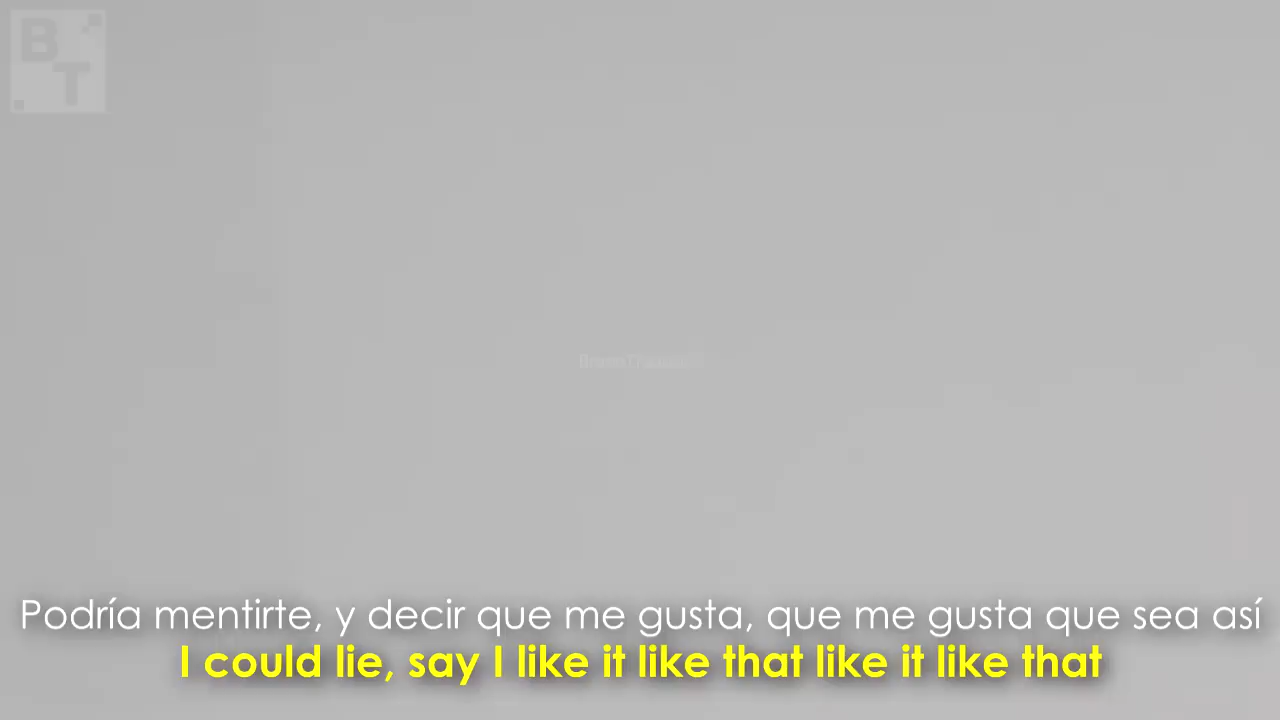 B
T
Podría mentirte, y decir que me gusta, que me gusta que sea así
I could lie, say I like it like that like it like that